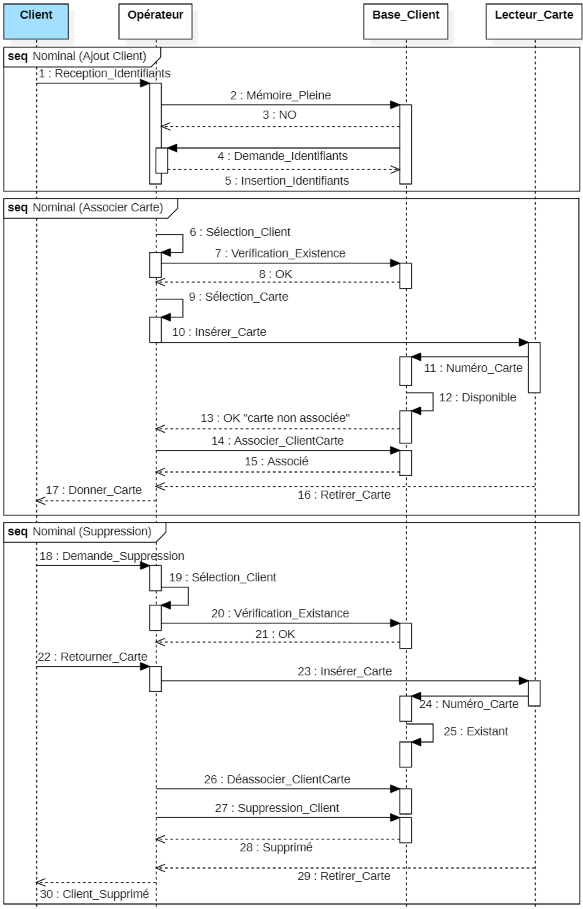 Client
Opérateur
Base_Client
Lecteur_Carte
seq Nominal (Ajout Client)
1 : Reception_Identifiants
2 : Mémoire_Pleine
3 : NO
4 : Demande_Identifiants
5 : Insertion_Identifiants
seq Nominal (Associer Carte)
6 : Sélection_Client
7 : Verification_Existence
8 : OK
9 : Sélection_Carte
10 : Insérer_Carte
11 : Numéro_Carte
12 : Disponible
13 : OK "carte non associée"
14 : Associer_ClientCarte
15 : Associé
16 : Retirer_Carte
17 : Donner_Carte
seq Nominal (Suppression)
18 : Demande_Suppression
19 : Sélection_Client
20 : Vérification_Existance
21 : OK
22 : Retourner_Carte
23 : Insérer_Carte
24 : Numéro_Carte
25 : Existant
26 : Déassocier_ClientCarte
27 : Suppression_Client
28 : Supprimé
29 : Retirer_Carte
30 : Client_Supprimé